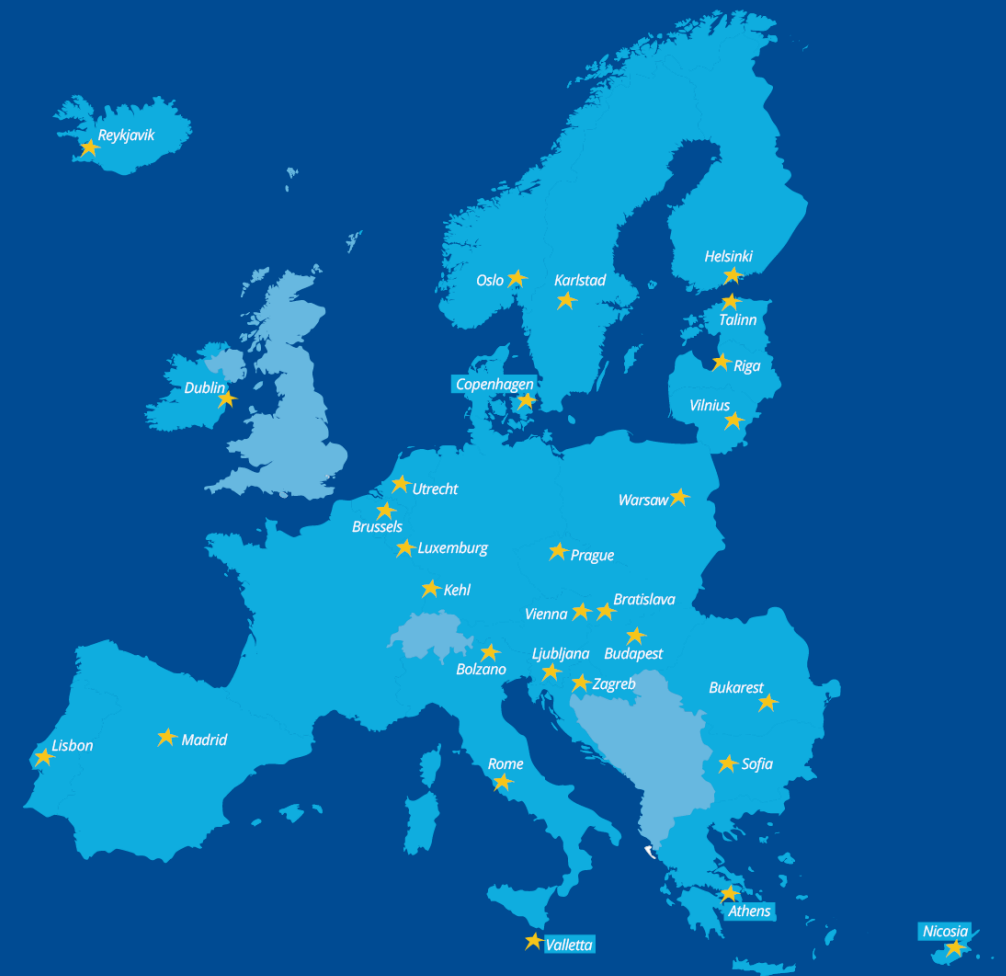 Reykjavik
Helsinki
Oslo
Karlstad
Talinn
Riga
Copenhagen
Dublin
Vilnius
Utrecht
Warsaw
Brussels
Luxemburg
Prague
Kehl
Bratislava
Vienna
Ljubljana
Budapest
Bolzano
Zagreb
Bukarest
Lisbon
Madrid
Rome
Sofia
Athens
Nicosia
Valletta